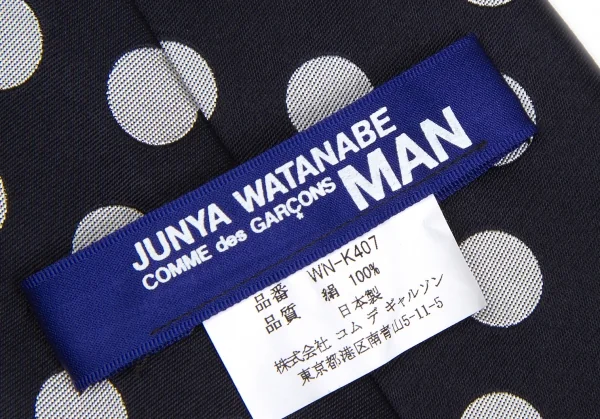 JUNYA WATANABE
COMME des GARÇONS MAN
品番 WN-K407
品質 絹 100%
日本製
株式会社 コム デ ギャルソン
東京都港区南青山5-11-5